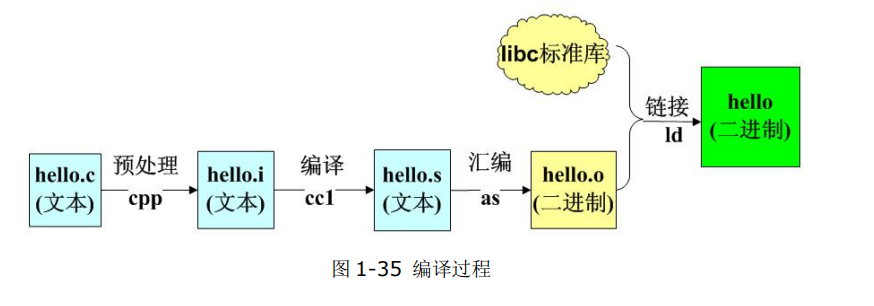 libc标准库
链接
ld
hello
(二进制)
hello.c
(文本)
预处理
cpp
hello.i
(文本)
编译
cc1
hello.s
(文本)
汇编
as
hello.o
(二进制)
图 1-35 编译过程